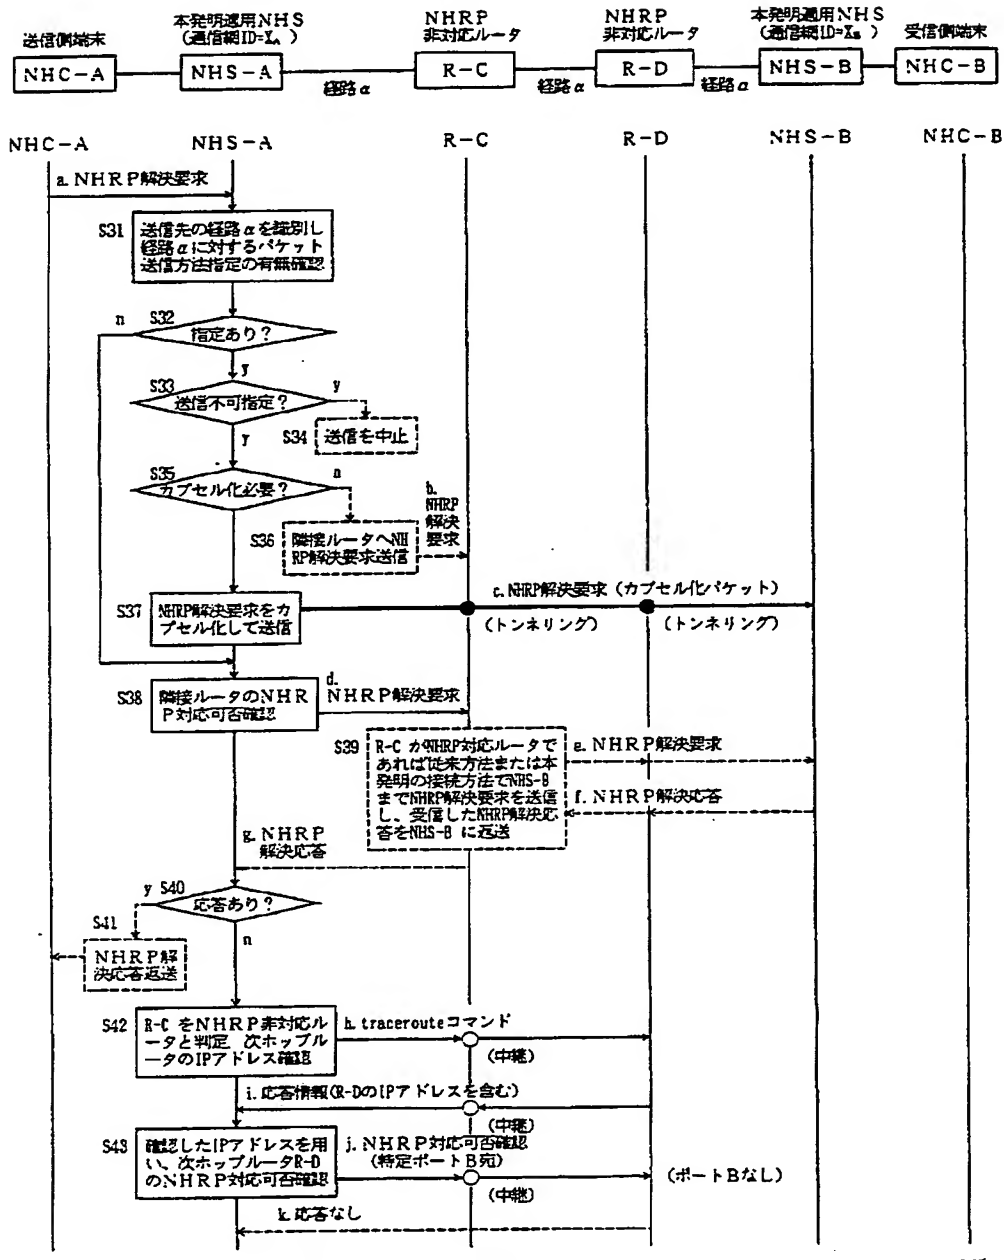 送信側端末
本発明適用NHS
(通信網ID=XA)
NHRP
非対応ルータ
NHRP
非対応ルータ
本発明適用NHS
(通信網ID=XB)
受信側端末
NHC-A
NHS-A
R-C
R-D
NHS-B
NHC-B
経路α
経路α
経路α
NHC-A
NHS-A
R-C
R-D
NHS-B
NHC-B
a. NHRP解決要求
S31
送信先の経路αを識別し
経路αに対するパケット
送信方法指定の有無確認
n
S32
指定あり?
y
S33
送信不可指定?
y
S34
送信を中止
y
S35
カプセル化必要?
n
b.
NHRP
解決
要求
S36
隣接ルータへNH
RP解決要求送信
c. NHRP解決要求(カプセル化パケット)
S37
NHRP解決要求をカ
プセル化して送信
(トンネリング)
(トンネリング)
S38
隣接ルータのNHR
P対応可否確認
d.
NHRP解決要求
S39
R-C がNHRP対応ルータで
あれば従来方法または本
発明の接続方法でNHS-B
までNHRP解決要求を送信
し、受信したNHRP解決応
答をNHS-B に返送
e. NHRP解決要求
f. NHRP解決応答
g. NHRP
解決応答
y
S40
応答あり?
S41
NHRP解
決応答返送
n
S42
R-C をNHRP非対応ル
ータと判定、次ホップル
ータのIPアドレス確認
h. tracerouteコマンド
(中継)
i. 応答情報(R-DのIPアドレスを含む)
(中継)
S43
確認したIPアドレスを用
い、次ホップルータR-D
のNHRP対応可否確認
j. NHRP対応可否確認
(特定ポートB宛)
(中継)
(ポートBなし)
k. 応答なし